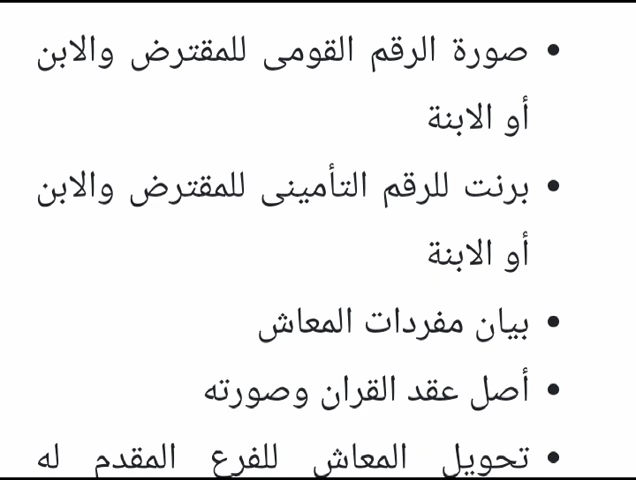 • صورة الرقم القومى للمقترض والابن
أو الابنة
• برنت للرقم التأمينى للمقترض والابن
أو الابنة
• بيان مفردات المعاش
• أصل عقد القران وصورته
• تحويل المعاش للفرع المقدم له